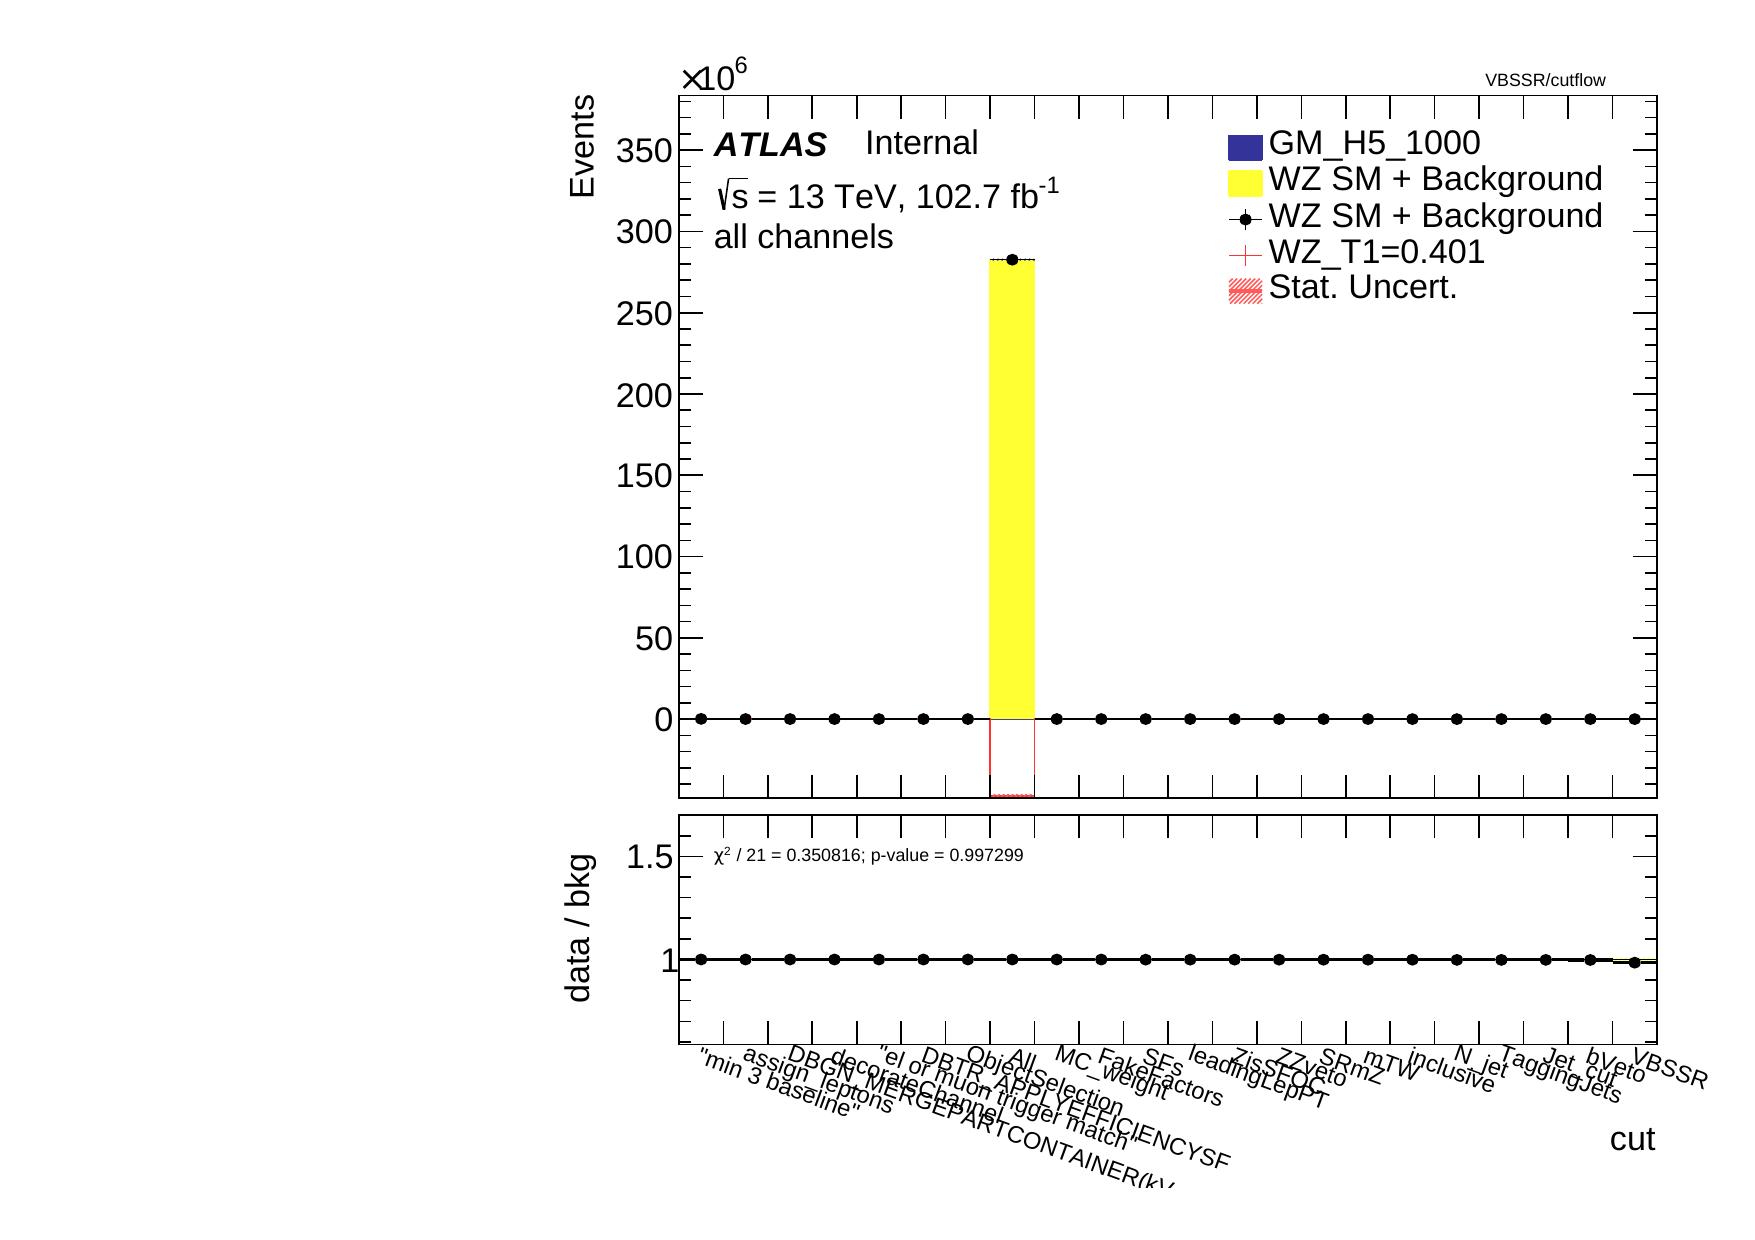 ×10^6
VBSSR/cutflow
Events
350
300
250
200
150
100
50
0
ATLAS Internal
√s = 13 TeV, 102.7 fb^-1
all channels
GM_H5_1000
WZ SM + Background
WZ SM + Background
WZ_T1=0.401
Stat. Uncert.
data / bkg
1.5
1
χ² / 21 = 0.350816; p-value = 0.997299
"min 3 baseline"
assign_leptons
DBGN_MERGEPARTCONTAINER(kV
decorateChannel
"el or muon trigger match"
DBTR_APPLYEFFICIENCYSF
ObjectSelection
All
MC_weight
FakeFactors
SFs
leadingLepPT
ZisSFOC
ZZveto
SRmZ
mTW
inclusive
N_jet
TaggingJets
Jet_cut
bVeto
VBSSR
cut